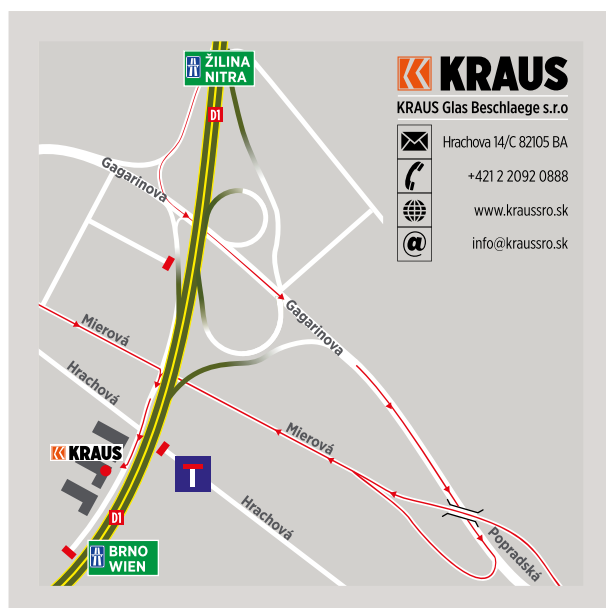 ŽILINA
NITRA
D1
KRAUS
KRAUS Glas Beschlaege s.r.o
Hrachova 14/C 82105 BA
+421 2 2092 0888
www.kraussro.sk
info@kraussro.sk
Gagarinova
Gagarinova
Mierová
Hrachová
Mierová
KRAUS
Hrachová
D1
BRNO
WIEN
Popradská